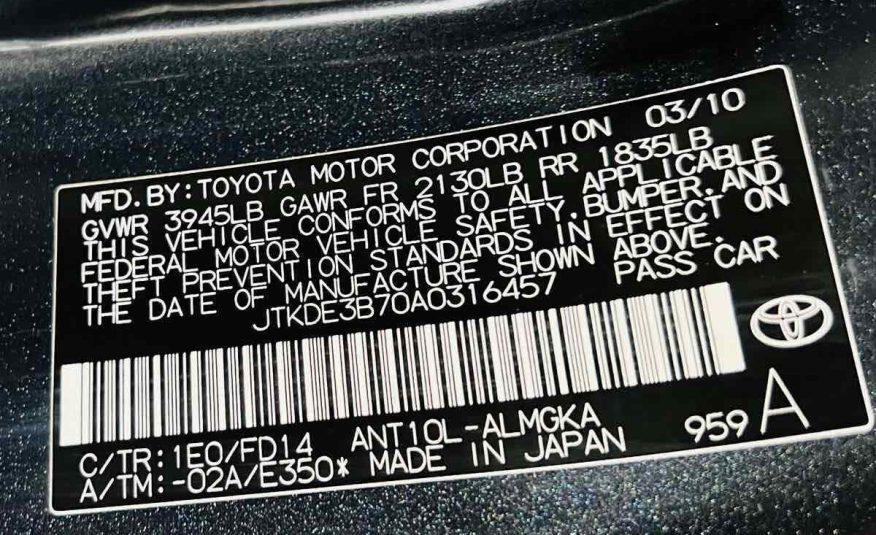 MFD.BY:TOYOTA MOTOR CORPORATION 03/10
GVWR 3945LB GAWR FR 2130LB RR 1835LB
THIS VEHICLE CONFORMS TO ALL APPLICABLE
FEDERAL MOTOR VEHICLE SAFETY,BUMPER,AND
THEFT PREVENTION STANDARDS IN EFFECT ON
THE DATE OF MANUFACTURE SHOWN ABOVE.
JTKDE3B70A0316457 PASS CAR
C/TR:1E0/FD14 ANT10L-ALMGKA
A/TM:-02A/E350* MADE IN JAPAN 959 A